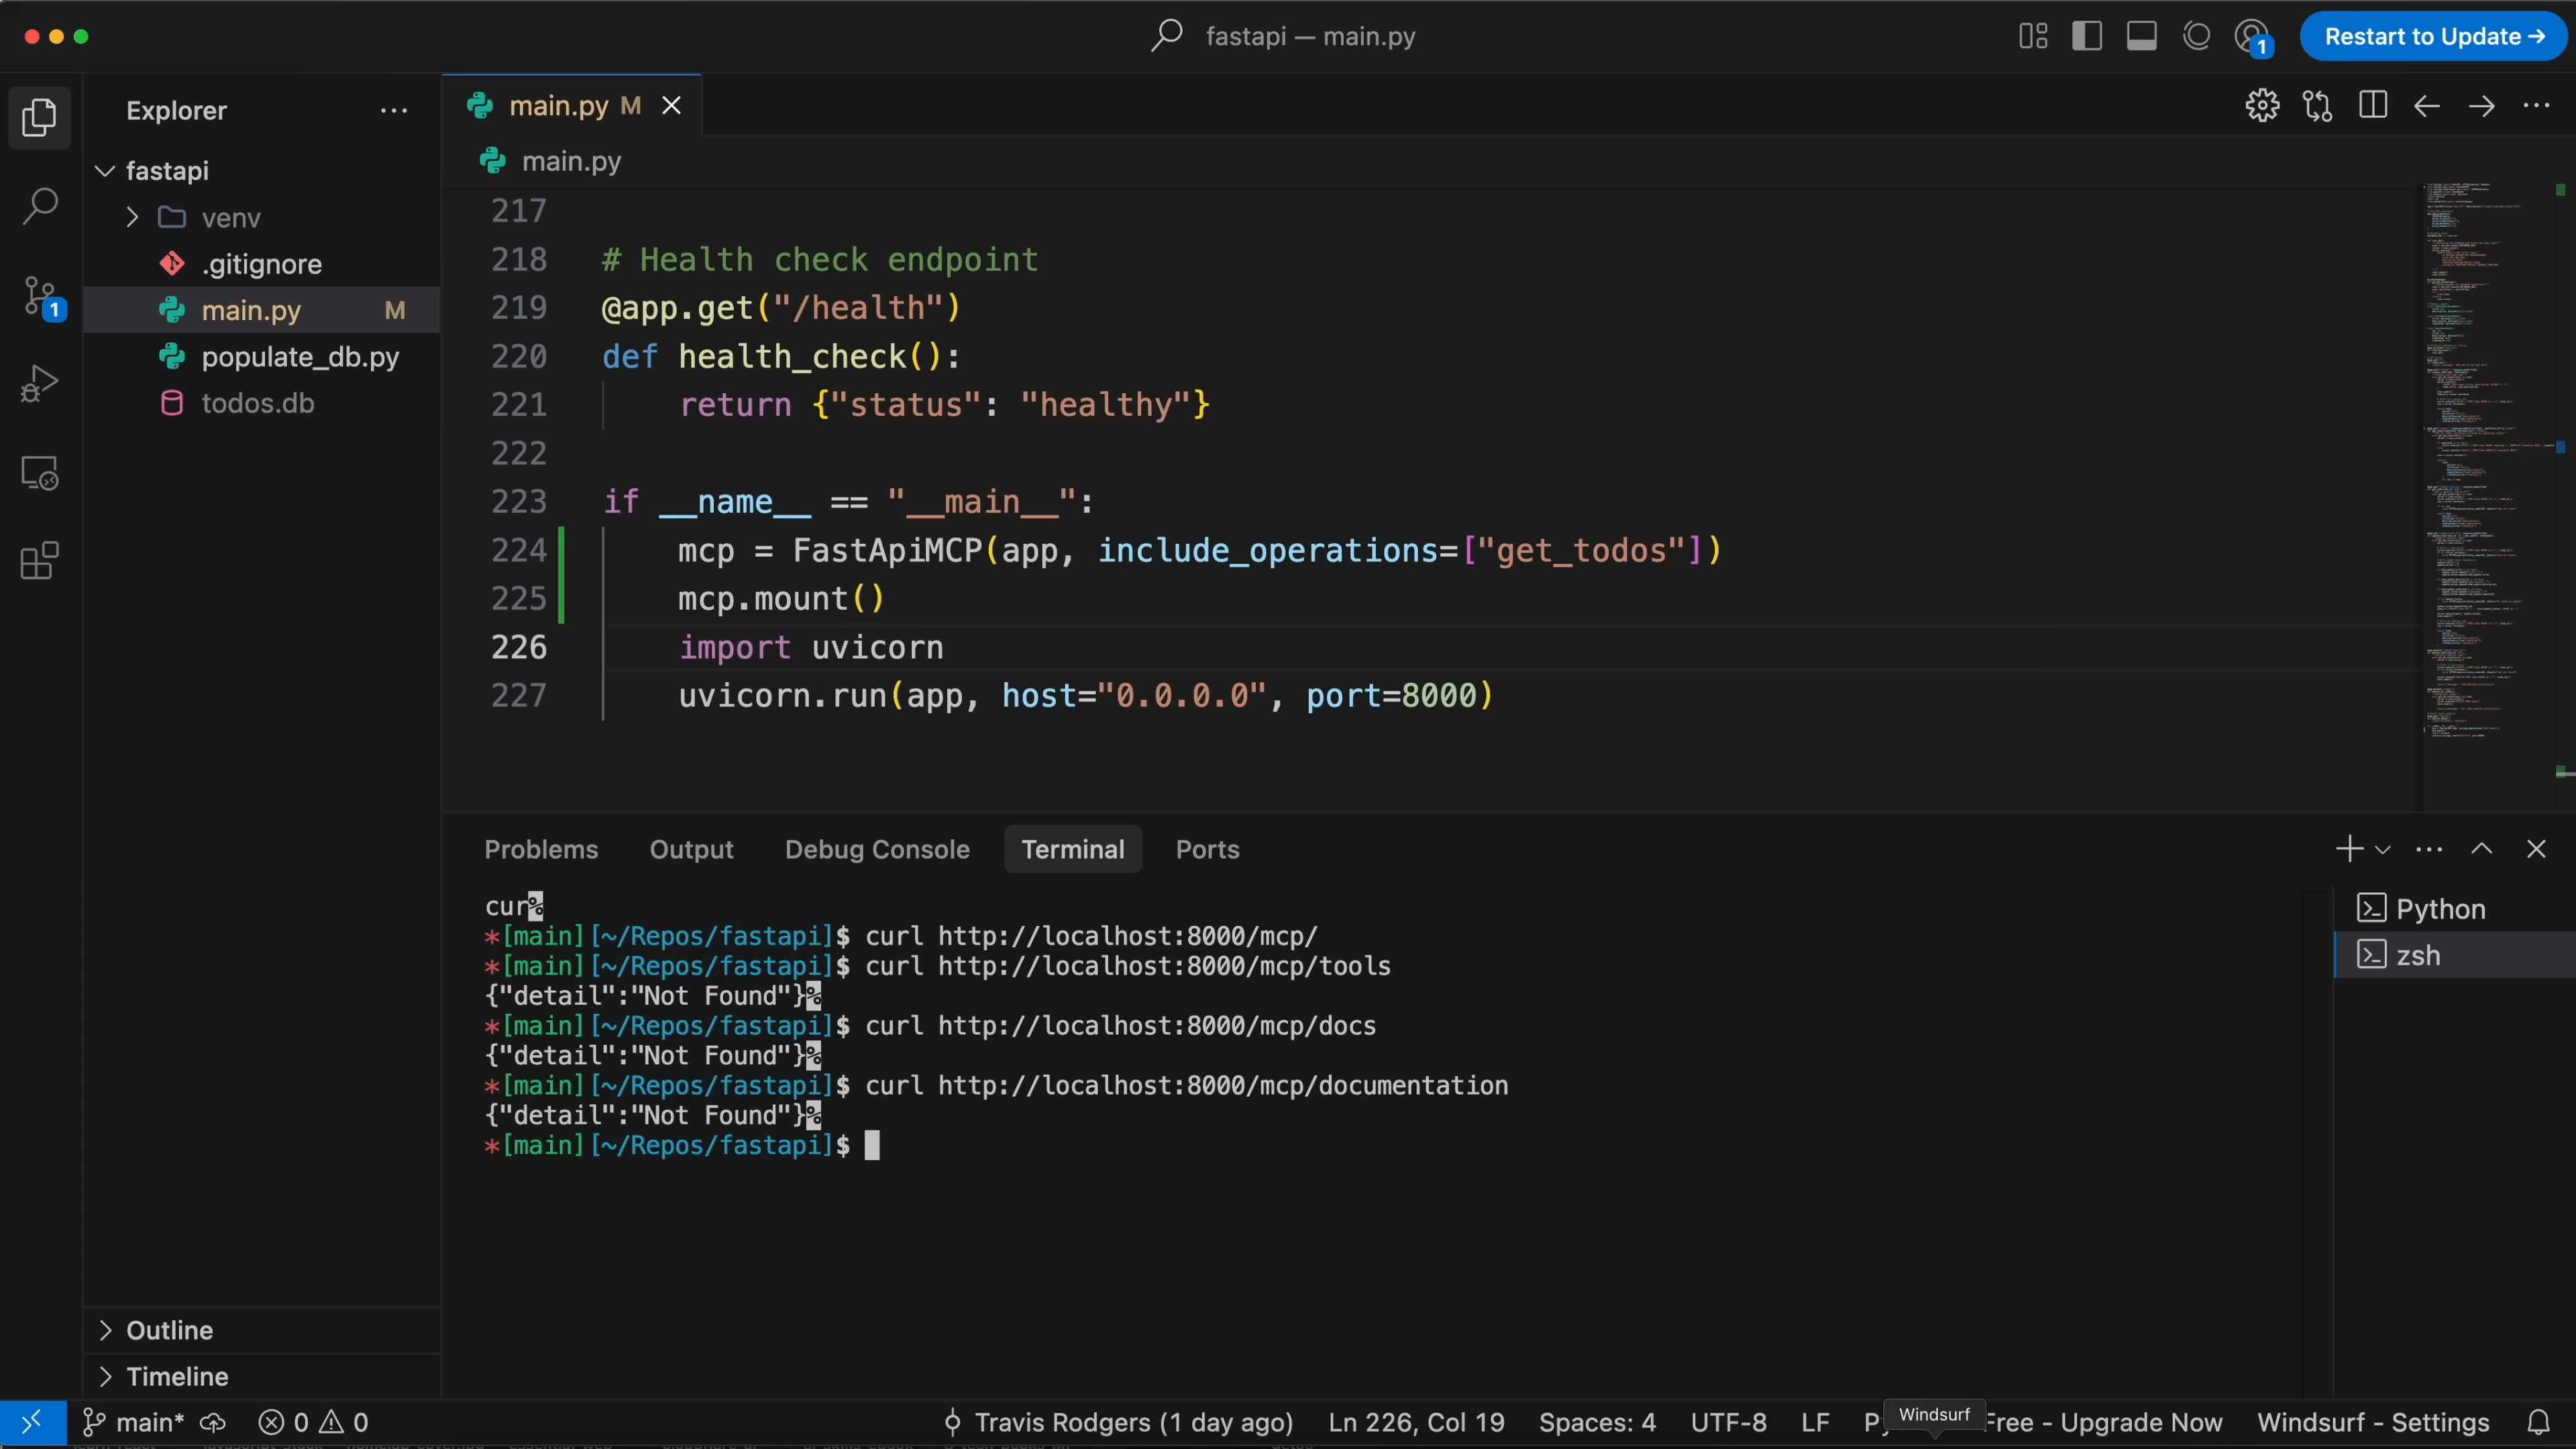 fastapi — main.py
1
Restart to Update →
Explorer
main.py M
fastapi
main.py
venv
.gitignore
main.py M
populate_db.py
todos.db
1
217
218 # Health check endpoint
219 @app.get("/health")
220 def health_check():
221 return {"status": "healthy"}
222
223 if __name__ == "__main__":
224 mcp = FastApiMCP(app, include_operations=["get_todos"])
225 mcp.mount()
226 import uvicorn
227 uvicorn.run(app, host="0.0.0.0", port=8000)
Problems Output Debug Console Terminal Ports
Python
zsh
cur%
*[main][~/Repos/fastapi]$ curl http://localhost:8000/mcp/
*[main][~/Repos/fastapi]$ curl http://localhost:8000/mcp/tools
{"detail":"Not Found"}%
*[main][~/Repos/fastapi]$ curl http://localhost:8000/mcp/docs
{"detail":"Not Found"}%
*[main][~/Repos/fastapi]$ curl http://localhost:8000/mcp/documentation
{"detail":"Not Found"}%
*[main][~/Repos/fastapi]$
Outline
Timeline
main* 0 0 Travis Rodgers (1 day ago) Ln 226, Col 19 Spaces: 4 UTF-8 LF Free - Upgrade Now Windsurf - Settings
Windsurf